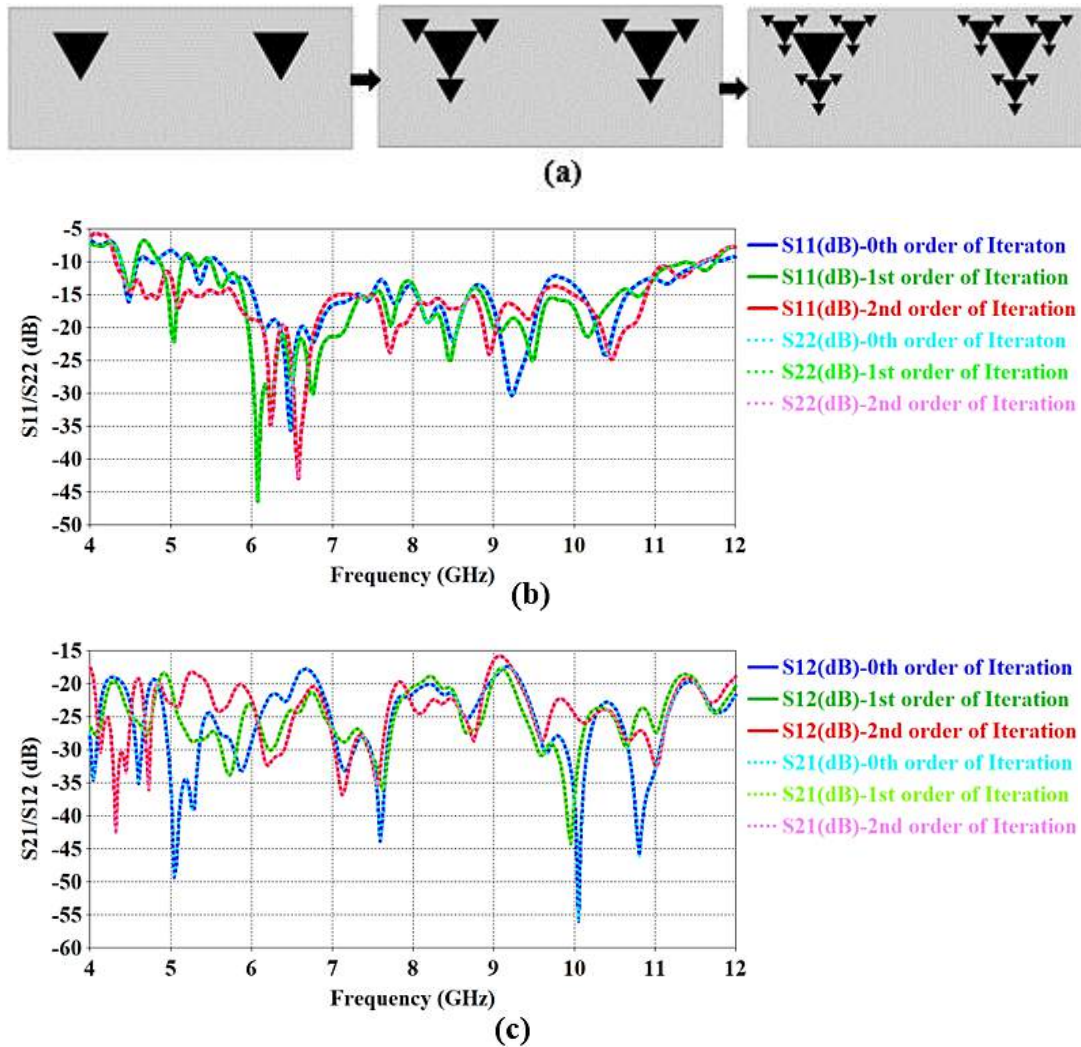 (a)
-5
-10
-15
-20
-25
-30
-35
-40
-45
-50
S11/S22 (dB)
4 5 6 7 8 9 10 11 12
Frequency (GHz)
S11(dB)-0th order of Iteraton
S11(dB)-1st order of Iteration
S11(dB)-2nd order of Iteration
S22(dB)-0th order of Iteration
S22(dB)-1st order of Iteration
S22(dB)-2nd order of Iteration
(b)
-15
-20
-25
-30
-35
-40
-45
-50
-55
-60
S21/S12 (dB)
4 5 6 7 8 9 10 11 12
Frequency (GHz)
S12(dB)-0th order of Iteration
S12(dB)-1st order of Iteration
S12(dB)-2nd order of Iteration
S21(dB)-0th order of Iteration
S21(dB)-1st order of Iteration
S21(dB)-2nd order of Iteration
(c)